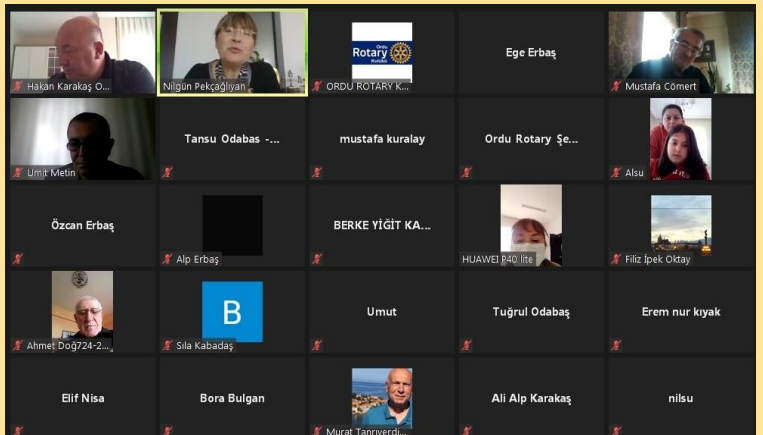 Hakan Karakaş O...
Nilgün Pekçağlıyan
Ordu
Rotary
Kulübü
ORDU ROTARY K...
Ege Erbaş
Mustafa Cömert
Umit Metin
Tansu Odabas -...
mustafa kuralay
Ordu Rotary Şe...
Alsu
Özcan Erbaş
Alp Erbaş
BERKE YİĞİT KA...
HUAWEI P40 lite
Filiz İpek Oktay
Ahmet Doğ724-2...
B
Sıla Kabadaş
Umut
Tuğrul Odabaş
Erem nur kıyak
Elif Nisa
Bora Bulgan
Murat Tanrıverdi...
Ali Alp Karakaş
nilsu